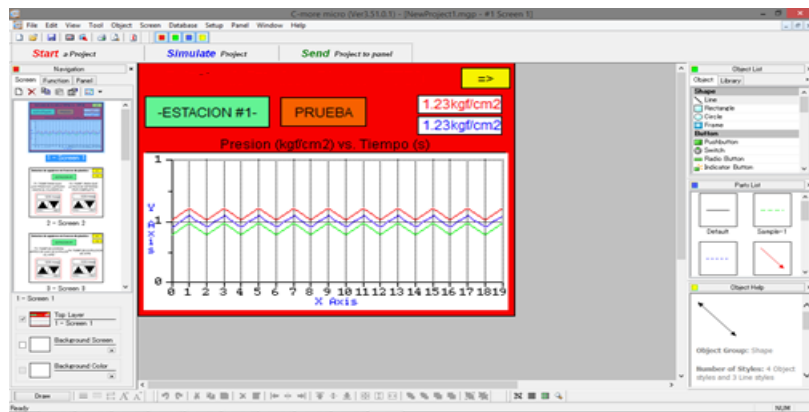 C-more micro (Ver3.51.0.1) - [NewProject1.mgp - #1 Screen 1]
File Edit View Tool Object Screen Database Setup Panel Window Help
Start a Project
Simulate Project
Send Project to panel
Navigation
Screen Function Panel
1 - Screen 1
2 - Screen 2
3 - Screen 3
1 - Screen 1
Top Layer
1 - Screen 1
Background Screen
Background Color
=>
-ESTACION #1-
PRUEBA
1.23kgf/cm2
1.23kgf/cm2
Presion (kgf/cm2) vs. Tiempo (s)
1
1
0
Y Axis
0 1 2 3 4 5 6 7 8 9 10 11 12 13 14 15 16 17 18 19
X Axis
Object List
Object Library
Shape
Line
Rectangle
Circle
Frame
Button
Pushbutton
Switch
Radio Button
Indicator Button
Parts List
Default
Sample-1
Object Help
Object Group: Shape
Number of Styles: 4 Object
styles and 3 Line styles
Draw
Ready
NUM